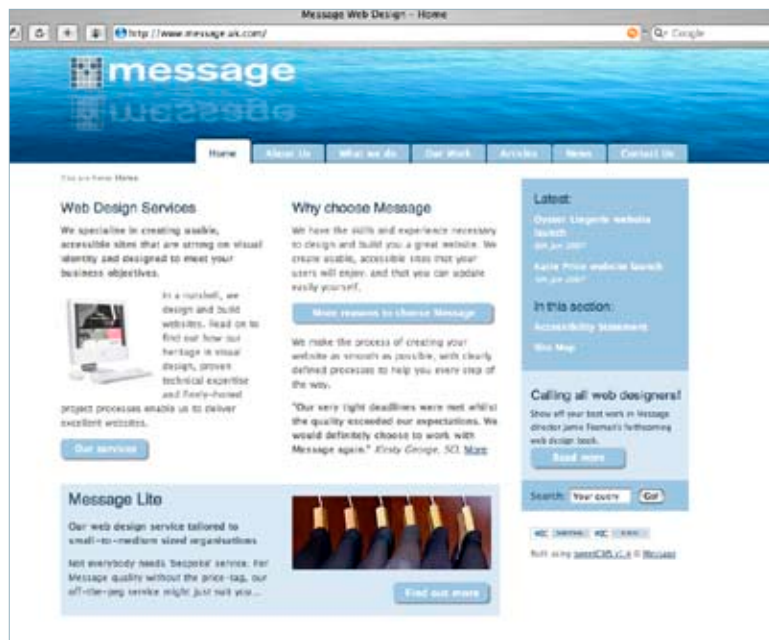 Message Web Design – Home
http://www.message.uk.com/
Google
message
Home
About Us
What we do
Our Work
Articles
News
Contact Us
You are here: Home
Web Design Services
We specialise in creating usable,
accessible sites that are strong on visual
identity and designed to meet your
business objectives.
In a nutshell, we
design and build
websites. Read on to
find out how our
heritage in visual
design, proven
technical expertise
and finely-honed
project processes enable us to deliver
excellent websites.
Our services
Why choose Message
We have the skills and experience necessary
to design and build you a great website. We
create usable, accessible sites that your
users will enjoy, and that you can update
easily yourself.
More reasons to choose Message
We make the process of creating your
website as smooth as possible, with clearly
defined processes to help you every step of
the way.
"Our very tight deadlines were met whilst
the quality exceeded our expectations. We
would definitely choose to work with
Message again." Kirsty George, SCI, More
Latest:
Oyster Lingerie website
launch
Jan 2007
Katie Price website launch
Jan 2007
In this section:
Accessibility Statement
Site Map
Calling all web designers!
Show off your best work in Message
director Jamie Freeman's forthcoming
web design book.
Read more
Search: Your query Go!
Built using © Message
Message Lite
Our web design service tailored to
small-to-medium sized organisations
Not everybody needs 'bespoke' service. For
Message quality without the price-tag, our
off-the-peg service might just suit you...
Find out more